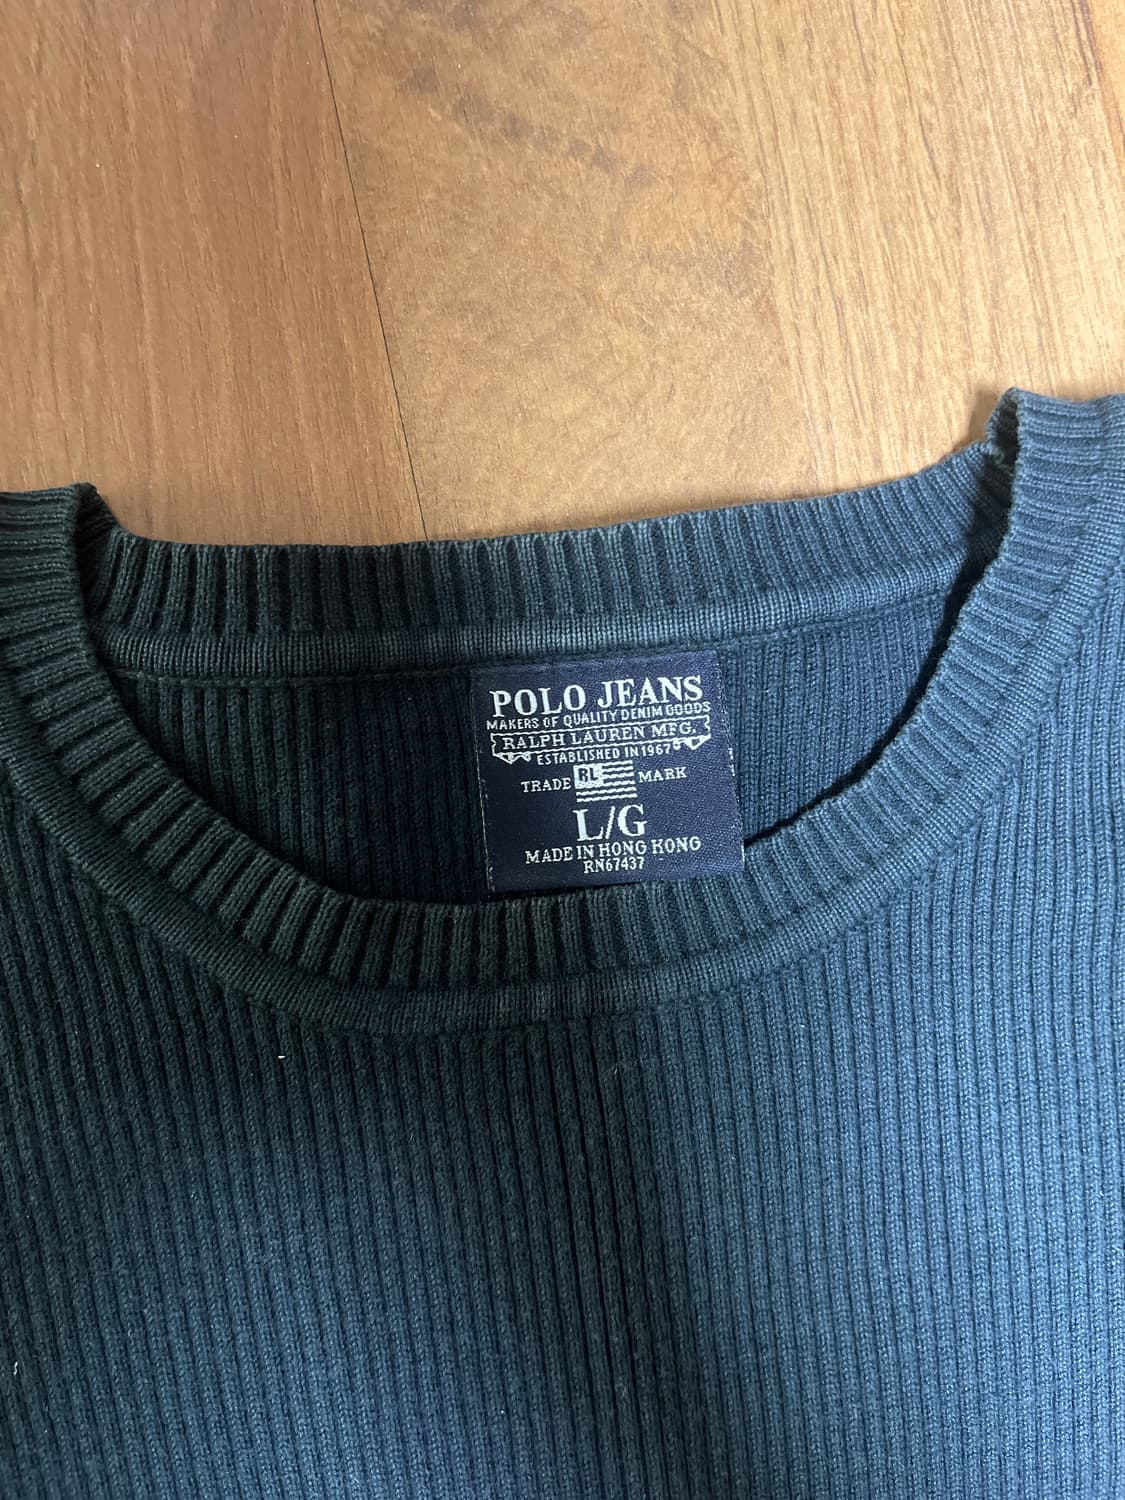 POLO JEANS
MAKERS OF QUALITY DENIM GOODS
RALPH LAUREN MFG.
ESTABLISHED IN 1967
TRADE RL MARK
L/G
MADE IN HONG KONG
RN67437